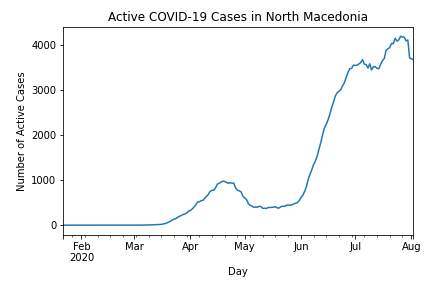 Active COVID-19 Cases in North Macedonia
Number of Active Cases
4000
3000
2000
1000
0
Feb Mar Apr May Jun Jul Aug
2020
Day